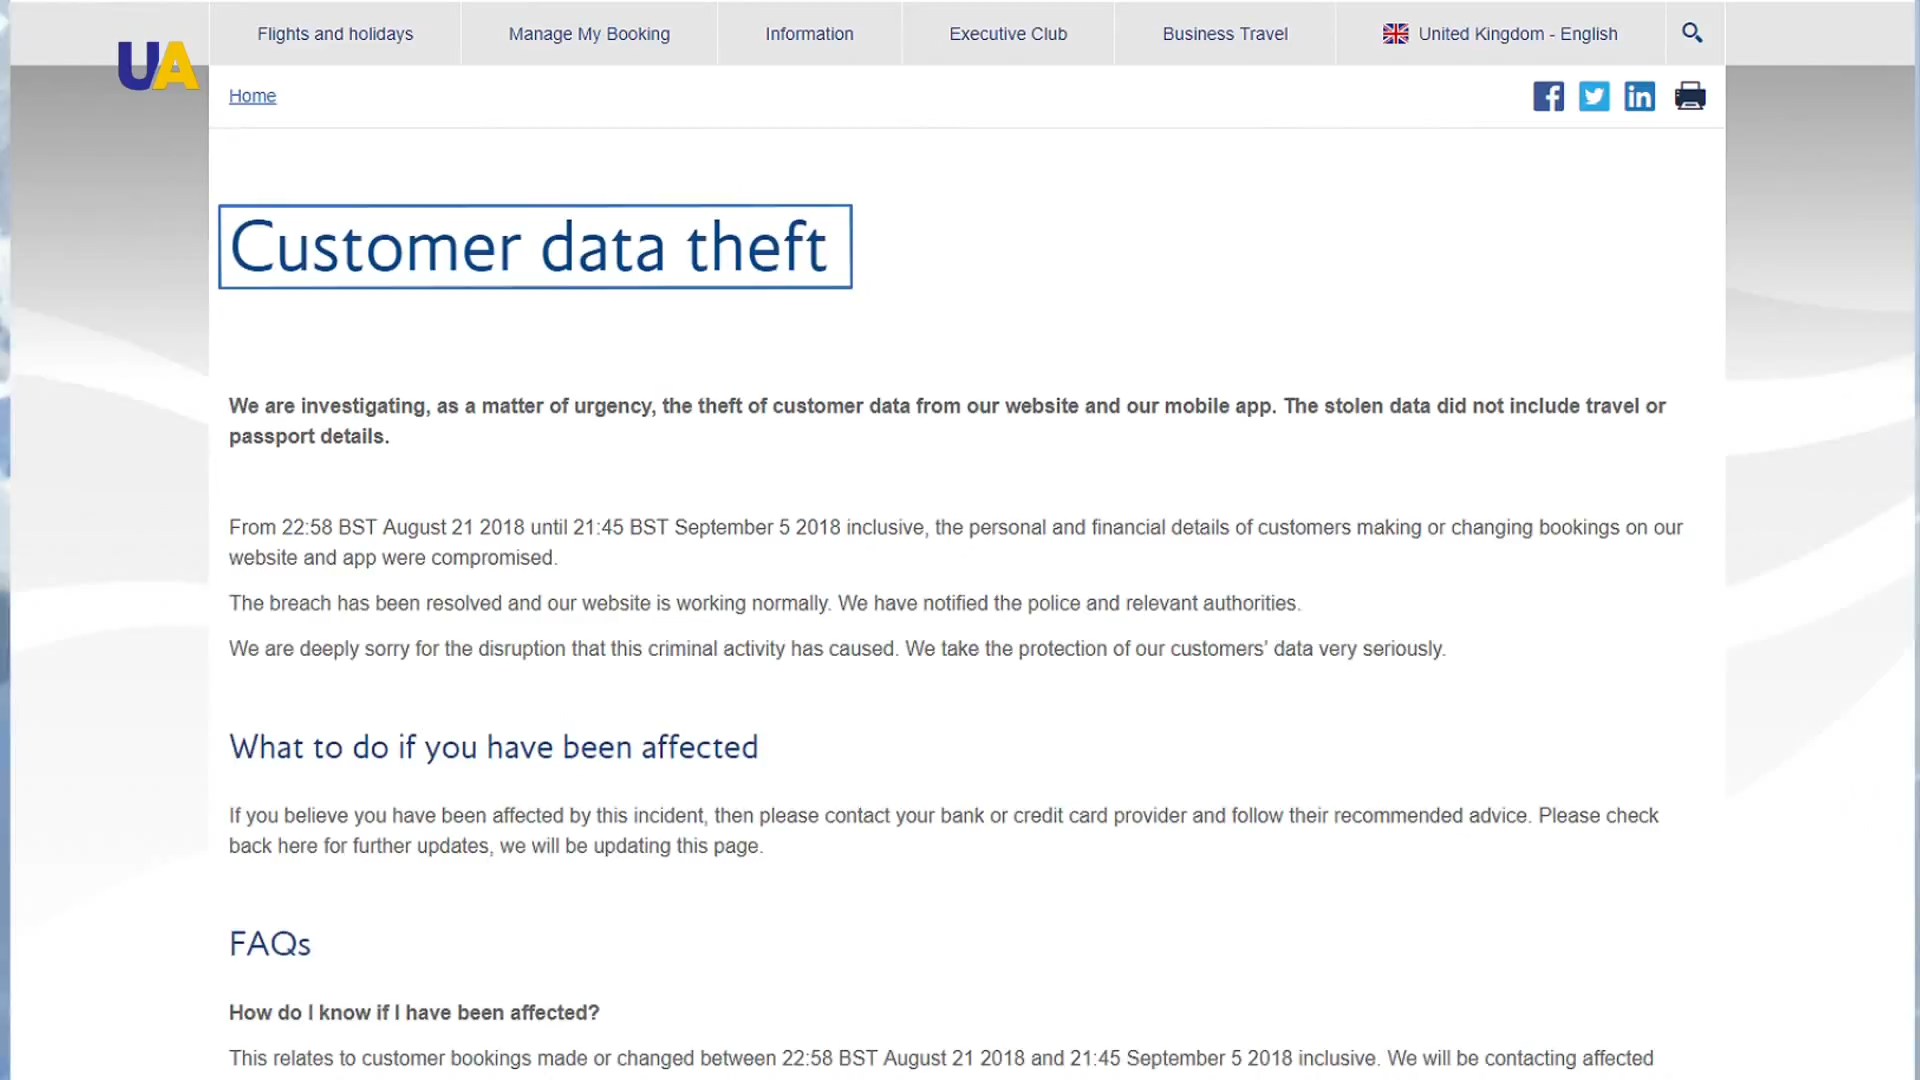 Flights and holidays
Manage My Booking
Information
Executive Club
Business Travel
United Kingdom - English
UA
Home
Customer data theft
We are investigating, as a matter of urgency, the theft of customer data from our website and our mobile app. The stolen data did not include travel or
passport details.
From 22:58 BST August 21 2018 until 21:45 BST September 5 2018 inclusive, the personal and financial details of customers making or changing bookings on our
website and app were compromised.
The breach has been resolved and our website is working normally. We have notified the police and relevant authorities.
We are deeply sorry for the disruption that this criminal activity has caused. We take the protection of our customers' data very seriously.
What to do if you have been affected
If you believe you have been affected by this incident, then please contact your bank or credit card provider and follow their recommended advice. Please check
back here for further updates, we will be updating this page.
FAQs
How do I know if I have been affected?
This relates to customer bookings made or changed between 22:58 BST August 21 2018 and 21:45 September 5 2018 inclusive. We will be contacting affected